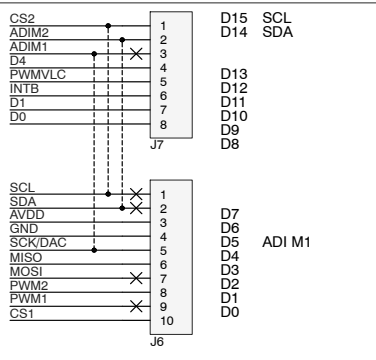 CS2 1 D15 SCL
ADIM2 2 D14 SDA
ADIM1 3
D4 4 D13
PWMVLC 5 D12
INTB 6 D11
D1 7 D10
D0 8 D9
J7 D8
SCL 1
SDA 2 D7
AVDD 3 D6
GND 4 D5 ADI M1
SCK/DAC 5 D4
MISO 6 D3
MOSI 7 D2
PWM2 8 D1
PWM1 9 D0
CS1 10
J6